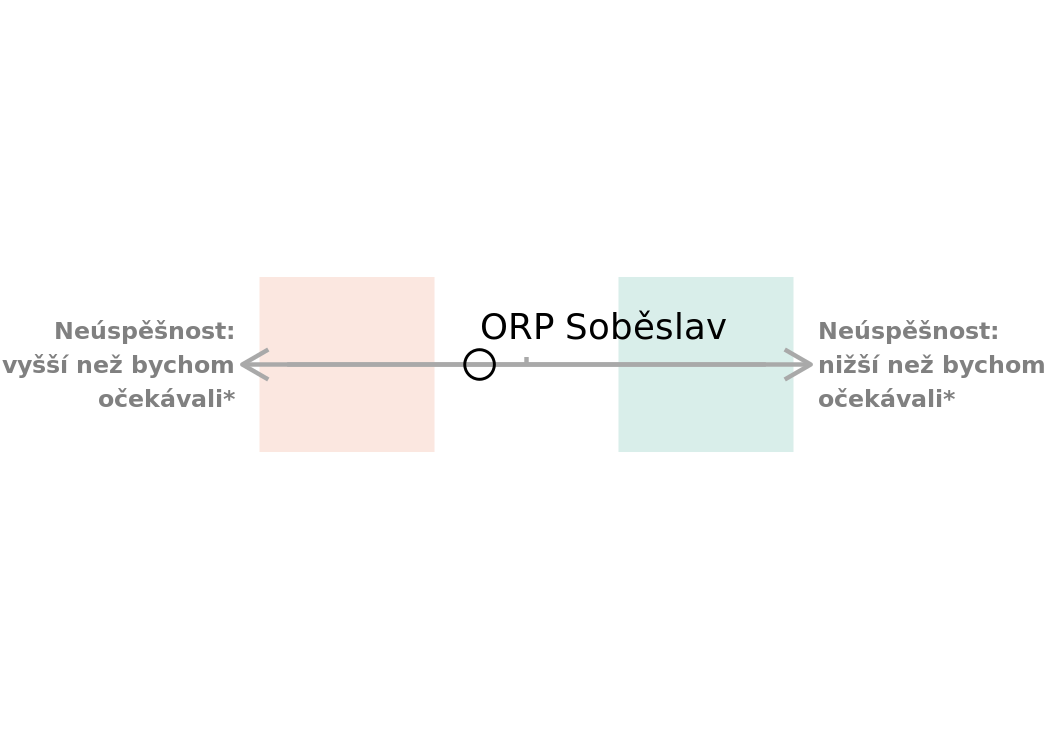 ORP Soběslav
Neúspěšnost:
vyšší než bychom
očekávali*
Neúspěšnost:
nižší než bychom
očekávali*